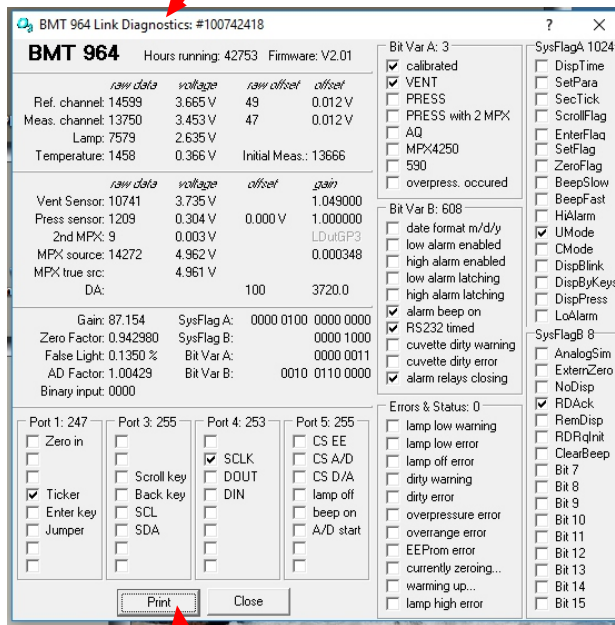 BMT 964 Link Diagnostics: #100742418
BMT 964 Hours running: 42753 Firmware: V2.01
raw data voltage raw offset offset
Ref. channel: 14599 3.665 V 49 0.012 V
Meas. channel: 13750 3.453 V 47 0.012 V
Lamp: 7579 2.635 V
Temperature: 1458 0.366 V Initial Meas.: 13666
raw data voltage offset gain
Vent Sensor: 10741 3.735 V 1.049000
Press sensor: 1209 0.304 V 0.000 V 1.000000
2nd MPX: 9 0.003 V LDutGP3
MPX source: 14272 4.962 V 0.000348
MPX true src: 4.961 V
DA: 100 3720.0
Gain: 87.154 SysFlag A: 0000 0100 0000 0000
Zero Factor: 0.942980 SysFlag B: 0000 1000
False Light: 0.1350 % Bit Var A: 0000 0011
AD Factor: 1.00429 Bit Var B: 0010 0110 0000
Binary input: 0000
Port 1: 247
Zero in
Ticker
Enter key
Jumper
Port 3: 255
Scroll key
Back key
SCL
SDA
Port 4: 253
SCLK
DOUT
DIN
Port 5: 255
CS EE
CS A/D
CS D/A
lamp off
beep on
A/D start
Print
Close
Bit Var A: 3
calibrated
VENT
PRESS
PRESS with 2 MPX
AQ
MPX4250
590
overpress. occured
Bit Var B: 608
date format m/d/y
low alarm enabled
high alarm enabled
low alarm latching
high alarm latching
alarm beep on
RS232 timed
cuvette dirty warning
cuvette dirty error
alarm relays closing
Errors & Status: 0
lamp low warning
lamp low error
lamp off error
dirty warning
dirty error
overpressure error
overrange error
EEProm error
currently zeroing...
warming up...
lamp high error
SysFlagA 1024
DispTime
SetPara
SecTick
ScrollFlag
EnterFlag
SetFlag
ZeroFlag
BeepSlow
BeepFast
HiAlarm
UMode
CMode
DispBlink
DispByKeys
DispPress
LoAlarm
SysFlagB 8
AnalogSim
ExternZero
NoDisp
RDAck
RemDisp
RDRqInit
ClearBeep
Bit 7
Bit 8
Bit 9
Bit 10
Bit 11
Bit 12
Bit 13
Bit 14
Bit 15